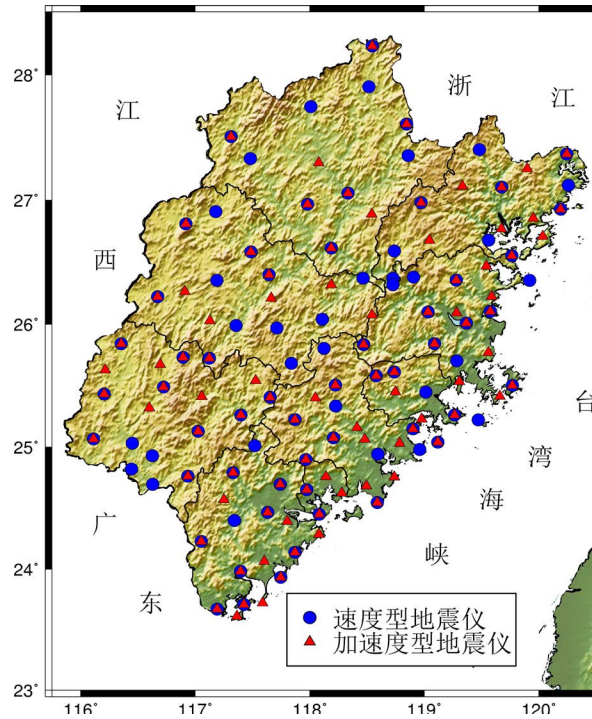 28°
27°
26°
25°
24°
23°
116°
117°
118°
119°
120°
江
浙
江
西
台
湾
海
峡
广
东
速度型地震仪
加速度型地震仪